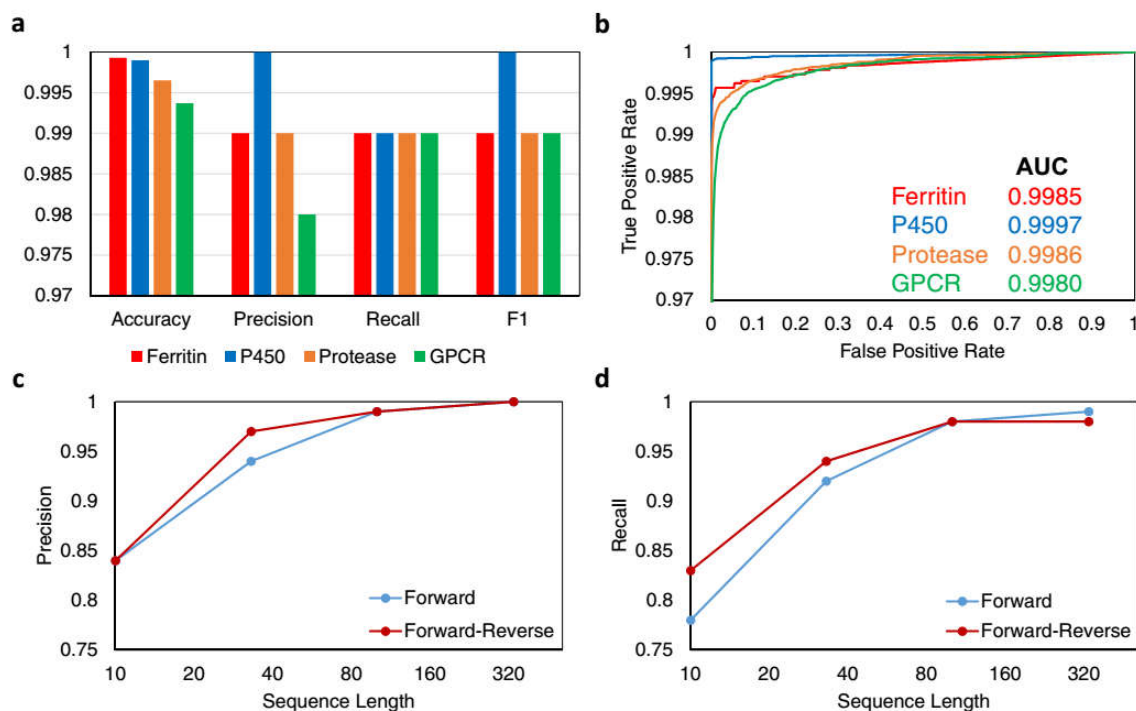 a
1
0.995
0.99
0.985
0.98
0.975
0.97
Accuracy Precision Recall F1
Ferritin P450 Protease GPCR
b
True Positive Rate
1
0.995
0.99
0.985
0.98
0.975
0.97
AUC
Ferritin 0.9985
P450 0.9997
Protease 0.9986
GPCR 0.9980
0 0.1 0.2 0.3 0.4 0.5 0.6 0.7 0.8 0.9 1
False Positive Rate
c
Precision
1
0.95
0.9
0.85
0.8
0.75
Forward
Forward-Reverse
10 20 40 80 160 320
Sequence Length
d
Recall
1
0.95
0.9
0.85
0.8
0.75
Forward
Forward-Reverse
10 20 40 80 160 320
Sequence Length